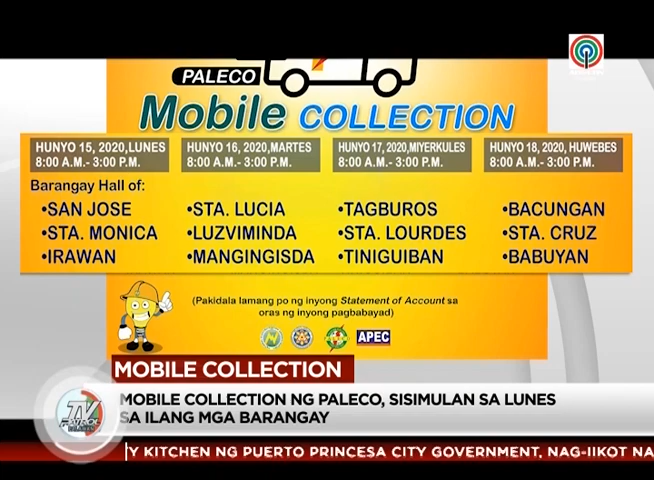 PALECO
Mobile COLLECTION
HUNYO 15, 2020,LUNES
8:00 A.M.- 3:00 P.M.
HUNYO 16, 2020,MARTES
8:00 A.M.- 3:00 P.M.
HUNYO 17, 2020,MIYERKULES
8:00 A.M.- 3:00 P.M.
HUNYO 18, 2020, HUWEBES
8:00 A.M.- 3:00 P.M.
Barangay Hall of:
•SAN JOSE
•STA. MONICA
•IRAWAN
•STA. LUCIA
•LUZVIMINDA
•MANGINGISDA
•TAGBUROS
•STA. LOURDES
•TINIGUIBAN
•BACUNGAN
•STA. CRUZ
•BABUYAN
(Pakidala lamang po ng inyong Statement of Account sa
oras ng inyong pagbabayad)
APEC
MOBILE COLLECTION
MOBILE COLLECTION NG PALECO, SISIMULAN SA LUNES
SA ILANG MGA BARANGAY
TV
PATROL
Y KITCHEN NG PUERTO PRINCESA CITY GOVERNMENT, NAG-IIKOT NA